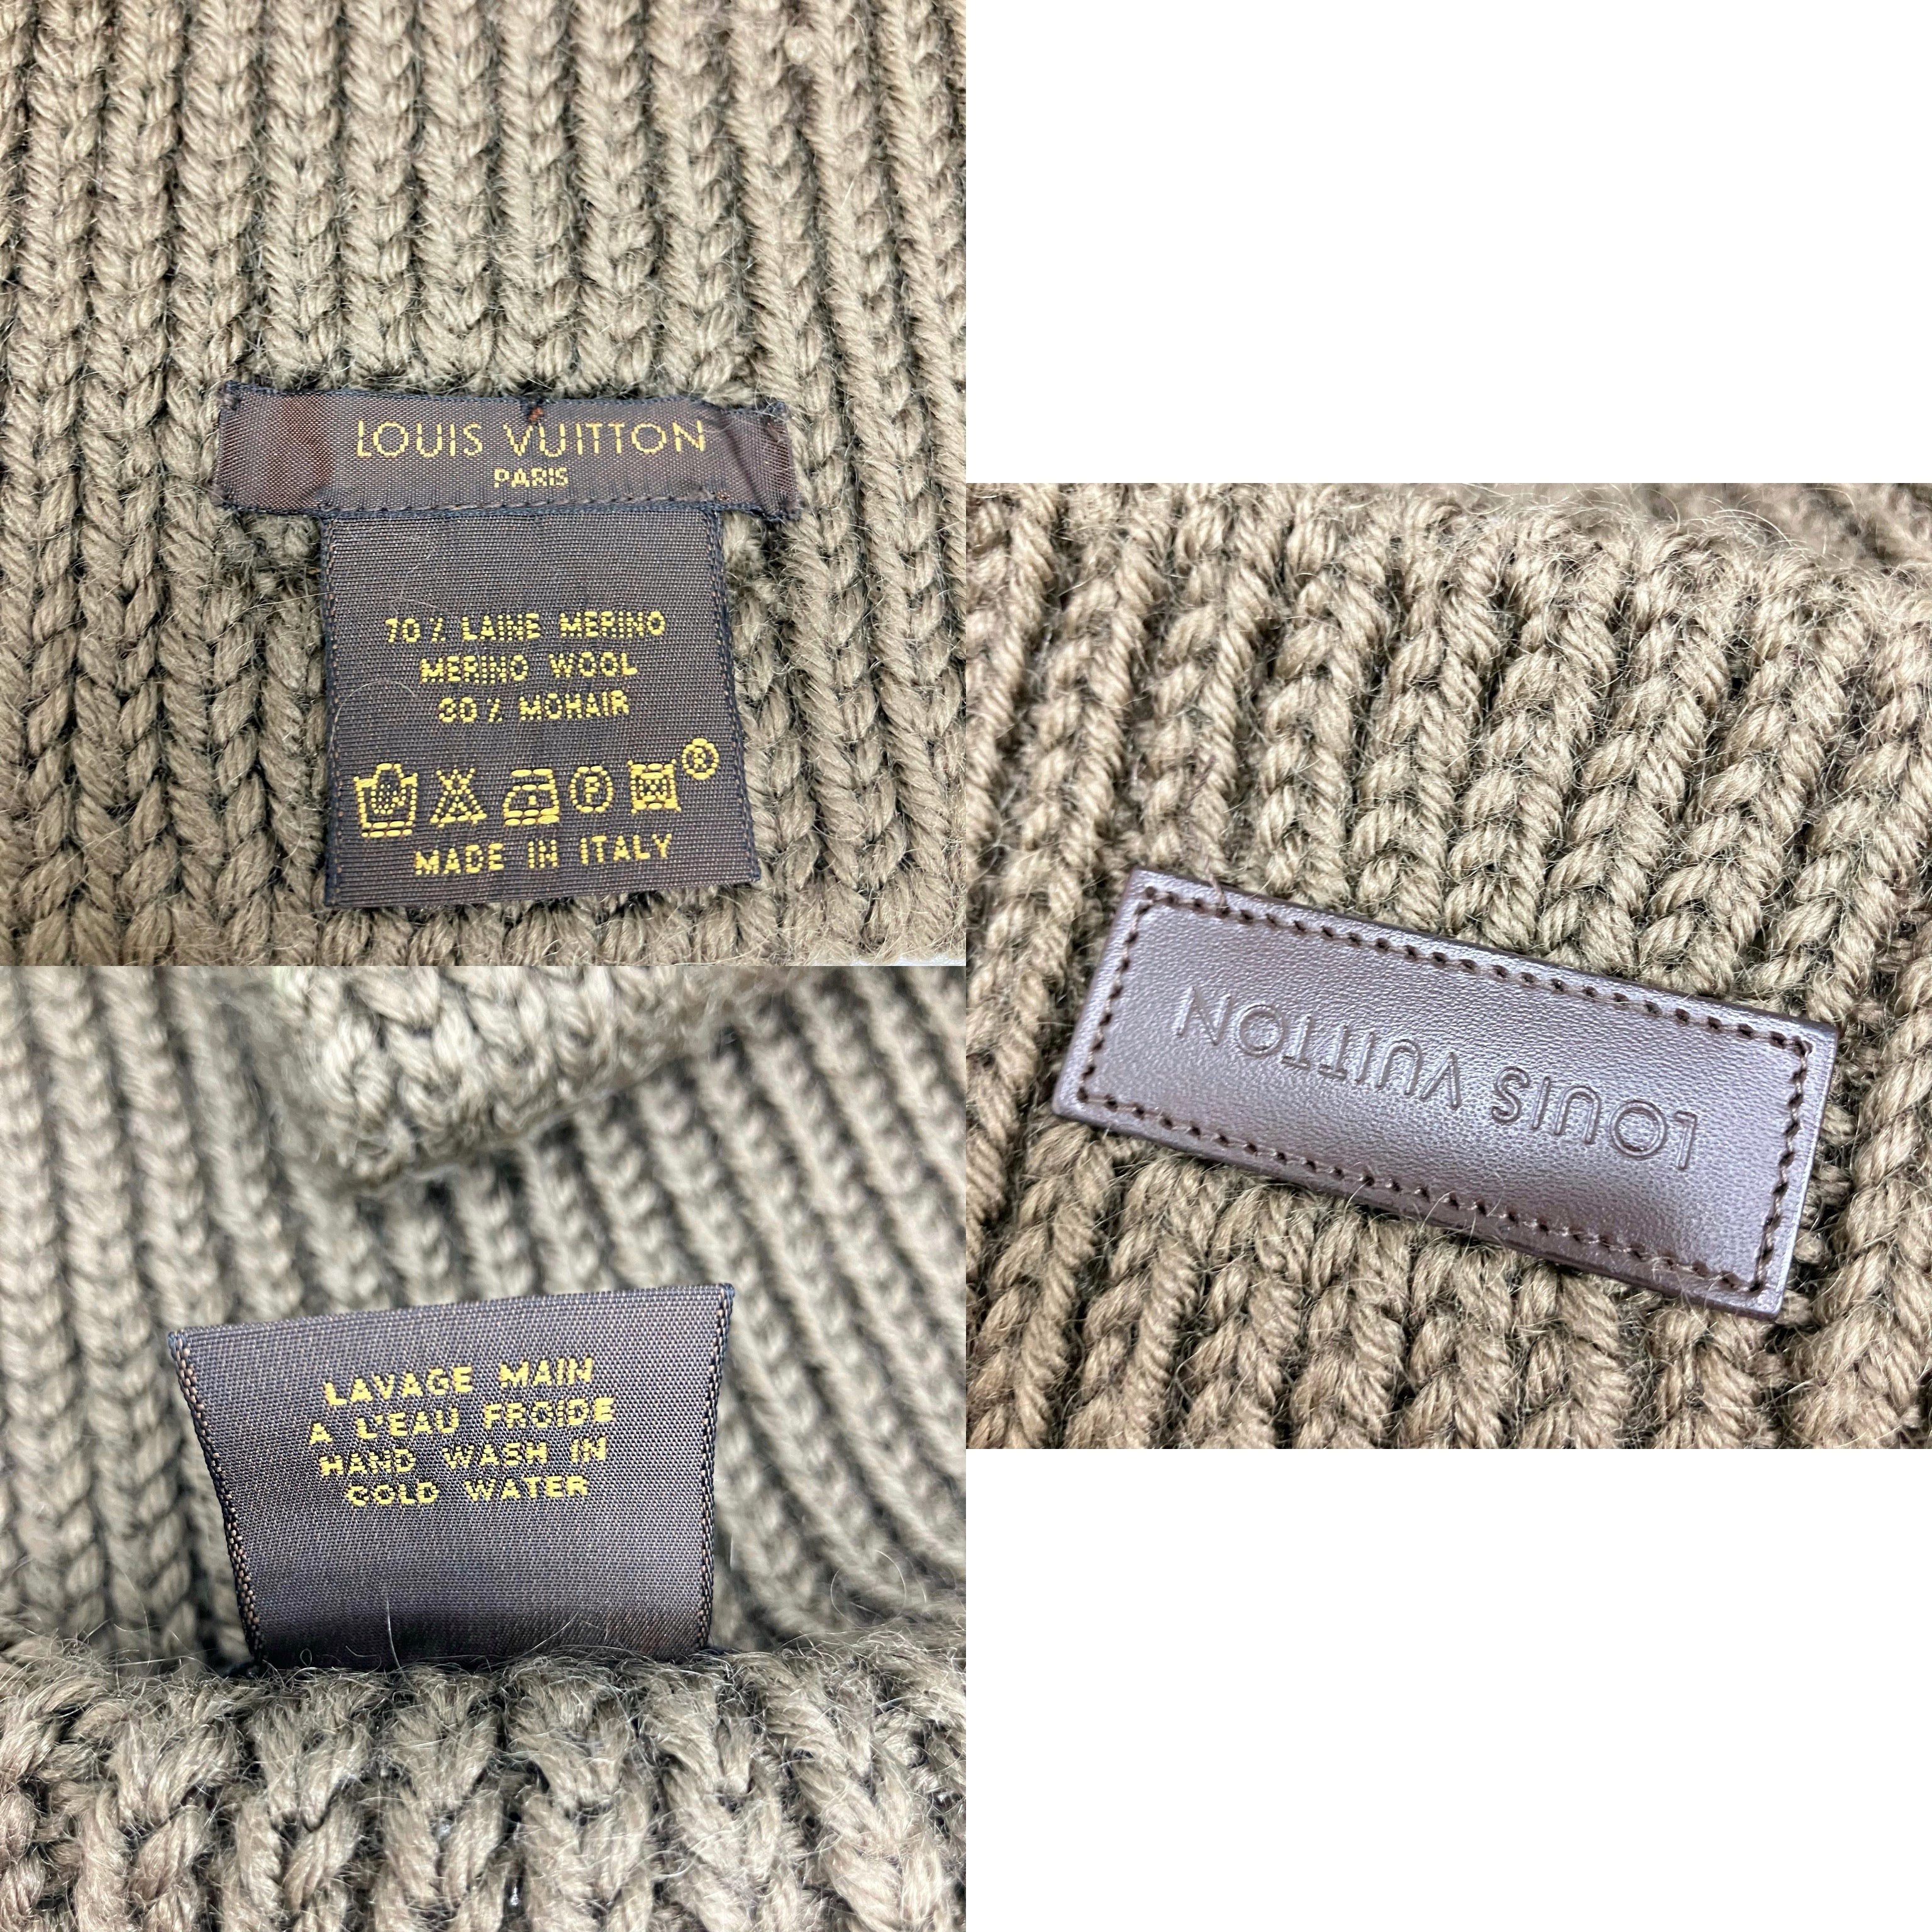 LOUIS VUITTON
PARIS
70% LAINE MERINO
MERINO WOOL
30% MOHAIR
P
®
MADE IN ITALY
LAVAGE MAIN
A L'EAU FROIDE
HAND WASH IN
COLD WATER
LOUIS VUITTON